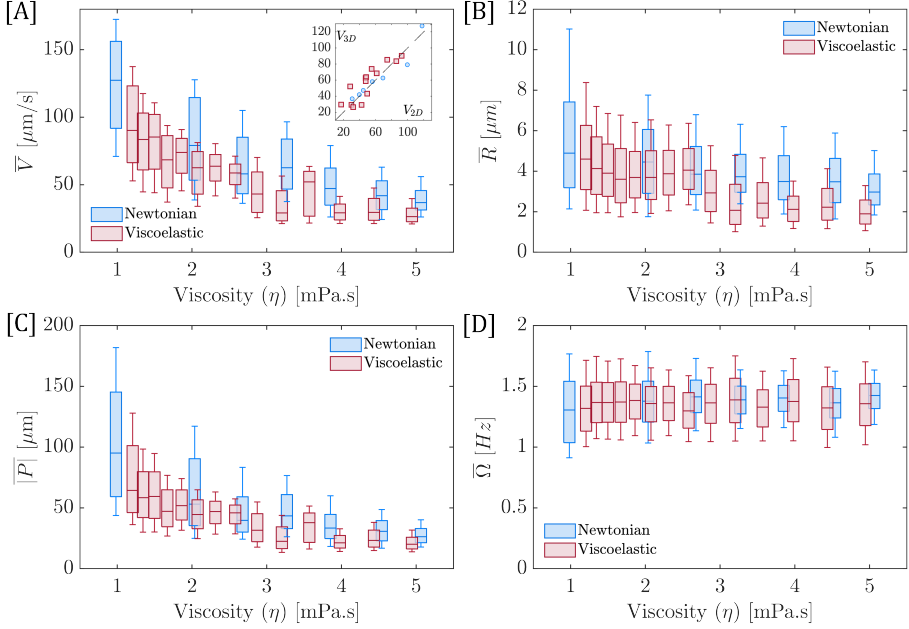 [A]
V̅ [μm/s]
150
100
50
0
1 2 3 4 5
Viscosity (η) [mPa.s]
Newtonian
Viscoelastic
V3D
120
100
80
60
40
20
20 60 100
V2D
[B]
R̅ [μm]
12
10
8
6
4
2
0
1 2 3 4 5
Viscosity (η) [mPa.s]
Newtonian
Viscoelastic
[C]
|P̅| [μm]
200
150
100
50
0
1 2 3 4 5
Viscosity (η) [mPa.s]
Newtonian
Viscoelastic
[D]
Ω̅ [Hz]
2
1.5
1
0.5
0
1 2 3 4 5
Viscosity (η) [mPa.s]
Newtonian
Viscoelastic